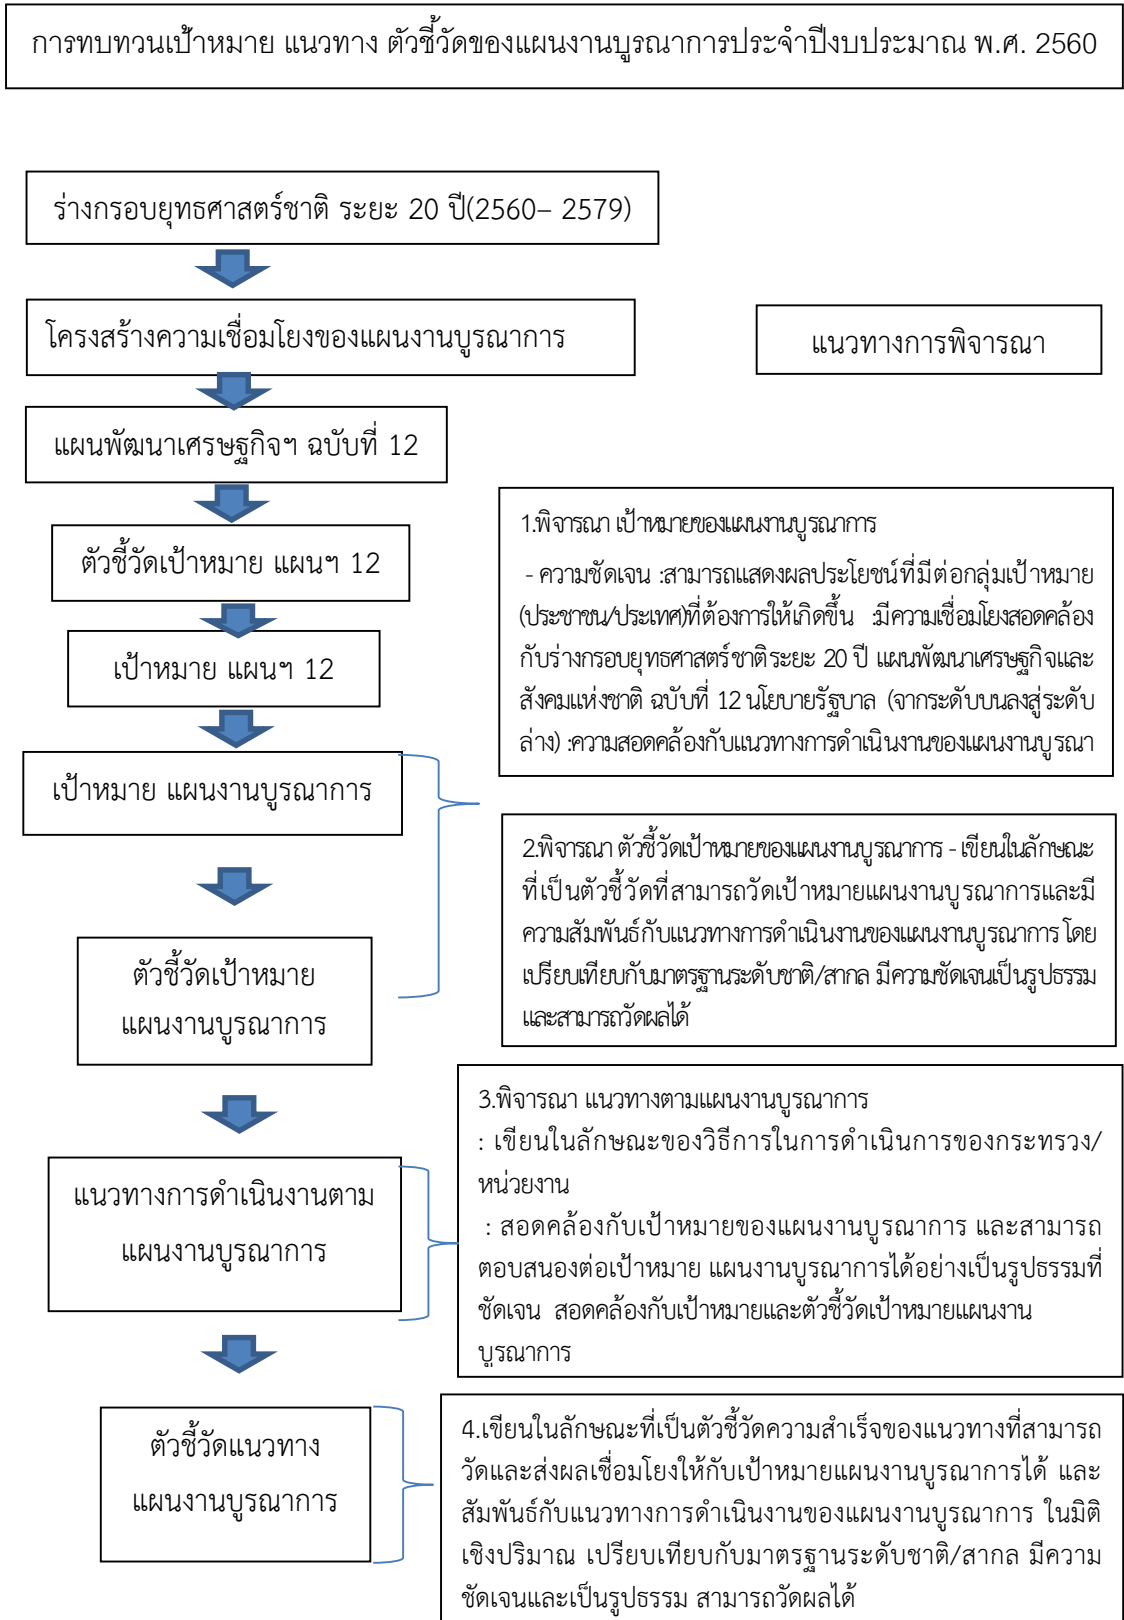 การทบทวนเป้าหมาย แนวทาง ตัวชี้วัดของแผนงานบูรณาการประจำปีงบประมาณ พ.ศ. 2560
ร่างกรอบยุทธศาสตร์ชาติ ระยะ 20 ปี(2560– 2579)
โครงสร้างความเชื่อมโยงของแผนงานบูรณาการ
แนวทางการพิจารณา
แผนพัฒนาเศรษฐกิจฯ ฉบับที่ 12
ตัวชี้วัดเป้าหมาย แผนฯ 12
เป้าหมาย แผนฯ 12
เป้าหมาย แผนงานบูรณาการ
1.พิจารณา เป้าหมายของแผนงานบูรณาการ
- ความชัดเจน :สามารถแสดงผลประโยชน์ที่มีต่อกลุ่มเป้าหมาย
(ประชาชน/ประเทศ)ที่ต้องการให้เกิดขึ้น :มีความเชื่อมโยงสอดคล้อง
กับร่างกรอบยุทธศาสตร์ชาติระยะ 20 ปี แผนพัฒนาเศรษฐกิจและ
สังคมแห่งชาติ ฉบับที่ 12 นโยบายรัฐบาล (จากระดับบนลงสู่ระดับ
ล่าง) :ความสอดคล้องกับแนวทางการดำเนินงานของแผนงานบูรณา
ตัวชี้วัดเป้าหมาย
แผนงานบูรณาการ
2.พิจารณา ตัวชี้วัดเป้าหมายของแผนงานบูรณาการ - เขียนในลักษณะ
ที่เป็นตัวชี้วัดที่สามารถวัดเป้าหมายแผนงานบูรณาการและมี
ความสัมพันธ์กับแนวทางการดำเนินงานของแผนงานบูรณาการ โดย
เปรียบเทียบกับมาตรฐานระดับชาติ/สากล มีความชัดเจนเป็นรูปธรรม
และสามารถวัดผลได้
แนวทางการดำเนินงานตาม
แผนงานบูรณาการ
3.พิจารณา แนวทางตามแผนงานบูรณาการ
: เขียนในลักษณะของวิธีการในการดำเนินการของกระทรวง/
หน่วยงาน
: สอดคล้องกับเป้าหมายของแผนงานบูรณาการ และสามารถ
ตอบสนองต่อเป้าหมาย แผนงานบูรณาการได้อย่างเป็นรูปธรรมที่
ชัดเจน สอดคล้องกับเป้าหมายและตัวชี้วัดเป้าหมายแผนงาน
บูรณาการ
ตัวชี้วัดแนวทาง
แผนงานบูรณาการ
4.เขียนในลักษณะที่เป็นตัวชี้วัดความสำเร็จของแนวทางที่สามารถ
วัดและส่งผลเชื่อมโยงให้กับเป้าหมายแผนงานบูรณาการได้ และ
สัมพันธ์กับแนวทางการดำเนินงานของแผนงานบูรณาการ ในมิติ
เชิงปริมาณ เปรียบเทียบกับมาตรฐานระดับชาติ/สากล มีความ
ชัดเจนและเป็นรูปธรรม สามารถวัดผลได้